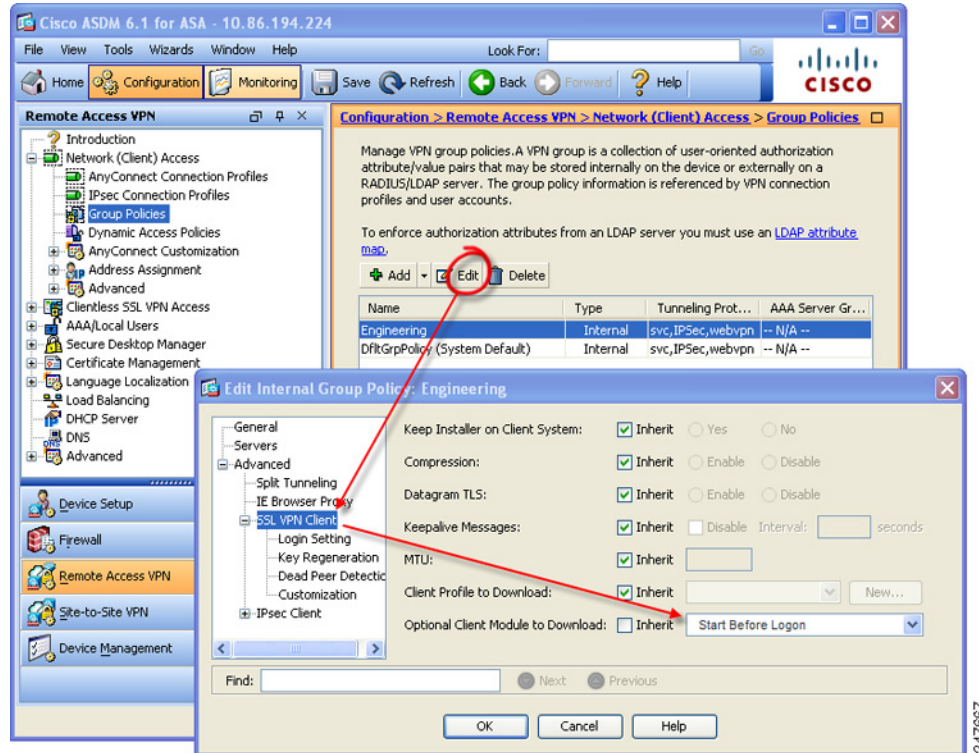 Cisco ASDM 6.1 for ASA - 10.86.194.224
File View Tools Wizards Window Help
Look For:
Go
Home Configuration Monitoring Save Refresh Back Forward Help
CISCO
Remote Access VPN
Introduction
Network (Client) Access
AnyConnect Connection Profiles
IPsec Connection Profiles
Group Policies
Dynamic Access Policies
AnyConnect Customization
Address Assignment
Advanced
Clientless SSL VPN Access
AAA/Local Users
Secure Desktop Manager
Certificate Management
Language Localization
Load Balancing
DHCP Server
DNS
Advanced
Device Setup
Firewall
Remote Access VPN
Site-to-Site VPN
Device Management
Configuration > Remote Access VPN > Network (Client) Access > Group Policies
Manage VPN group policies.A VPN group is a collection of user-oriented authorization
attribute/value pairs that may be stored internally on the device or externally on a
RADIUS/LDAP server. The group policy information is referenced by VPN connection
profiles and user accounts.
To enforce authorization attributes from an LDAP server you must use an LDAP attribute
map.
Add Edit Delete
Name Type Tunneling Prot... AAA Server Gr...
Engineering Internal svc,IPSec,webvpn -- N/A --
DfltGrpPolicy (System Default) Internal svc,IPSec,webvpn -- N/A --
Edit Internal Group Policy: Engineering
General
Servers
Advanced
Split Tunneling
IE Browser Proxy
SSL VPN Client
Login Setting
Key Regeneration
Dead Peer Detectic
Customization
IPsec Client
Keep Installer on Client System: Inherit Yes No
Compression: Inherit Enable Disable
Datagram TLS: Inherit Enable Disable
Keepalive Messages: Inherit Disable Interval: seconds
MTU: Inherit
Client Profile to Download: Inherit New...
Optional Client Module to Download: Inherit Start Before Logon
Find: Next Previous
OK Cancel Help